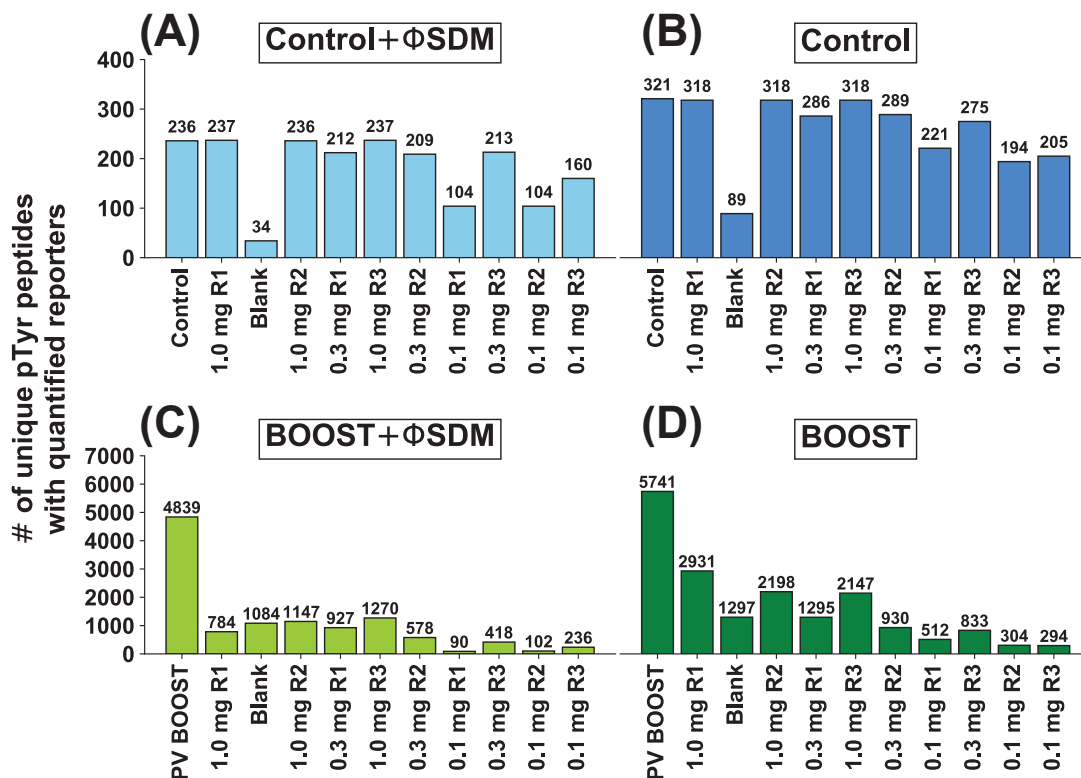 # of unique pTyr peptides
with quantified reporters
(A)
Control+ΦSDM
400
300
200
100
0
236
237
34
236
212
237
209
104
213
104
160
Control
1.0 mg R1
Blank
1.0 mg R2
0.3 mg R1
1.0 mg R3
0.3 mg R2
0.1 mg R1
0.3 mg R3
0.1 mg R2
0.1 mg R3
(B)
Control
321
318
89
318
286
318
289
221
275
194
205
Control
1.0 mg R1
Blank
1.0 mg R2
0.3 mg R1
1.0 mg R3
0.3 mg R2
0.1 mg R1
0.3 mg R3
0.1 mg R2
0.1 mg R3
(C)
BOOST+ΦSDM
7000
6000
5000
4000
3000
2000
1000
0
4839
784
1084
1147
927
1270
578
90
418
102
236
PV BOOST
1.0 mg R1
Blank
1.0 mg R2
0.3 mg R1
1.0 mg R3
0.3 mg R2
0.1 mg R1
0.3 mg R3
0.1 mg R2
0.1 mg R3
(D)
BOOST
5741
2931
1297
2198
1295
2147
930
512
833
304
294
PV BOOST
1.0 mg R1
Blank
1.0 mg R2
0.3 mg R1
1.0 mg R3
0.3 mg R2
0.1 mg R1
0.3 mg R3
0.1 mg R2
0.1 mg R3